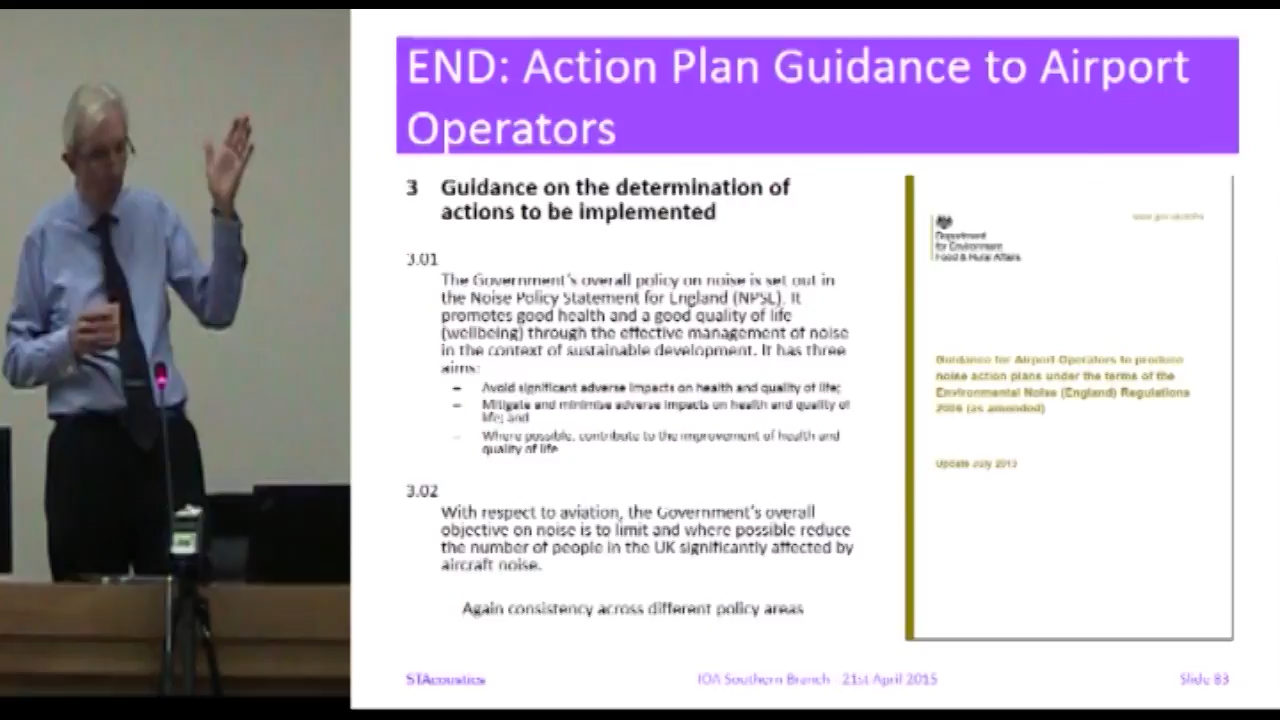 END: Action Plan Guidance to Airport
Operators
3 Guidance on the determination of
actions to be implemented
3.01
The Government's overall policy on noise is set out in
the Noise Policy Statement for England (NPSE). It
promotes good health and a good quality of life
(wellbeing) through the effective management of noise
in the context of sustainable development. It has three
aims:
– Avoid significant adverse impacts on health and quality of life;
– Mitigate and minimise adverse impacts on health and quality of
life; and
– Where possible, contribute to the improvement of health and
quality of life
3.02
With respect to aviation, the Government's overall
objective on noise is to limit and where possible reduce
the number of people in the UK significantly affected by
aircraft noise.
Again consistency across different policy areas
Department
for Environment
Food & Rural Affairs
Guidance for Airport Operators to produce
noise action plans under the terms of the
Environmental Noise (England) Regulations
2006 (as amended)
Update July 2013
STAcoustics
IOA Southern Branch 21st April 2015
Slide 83